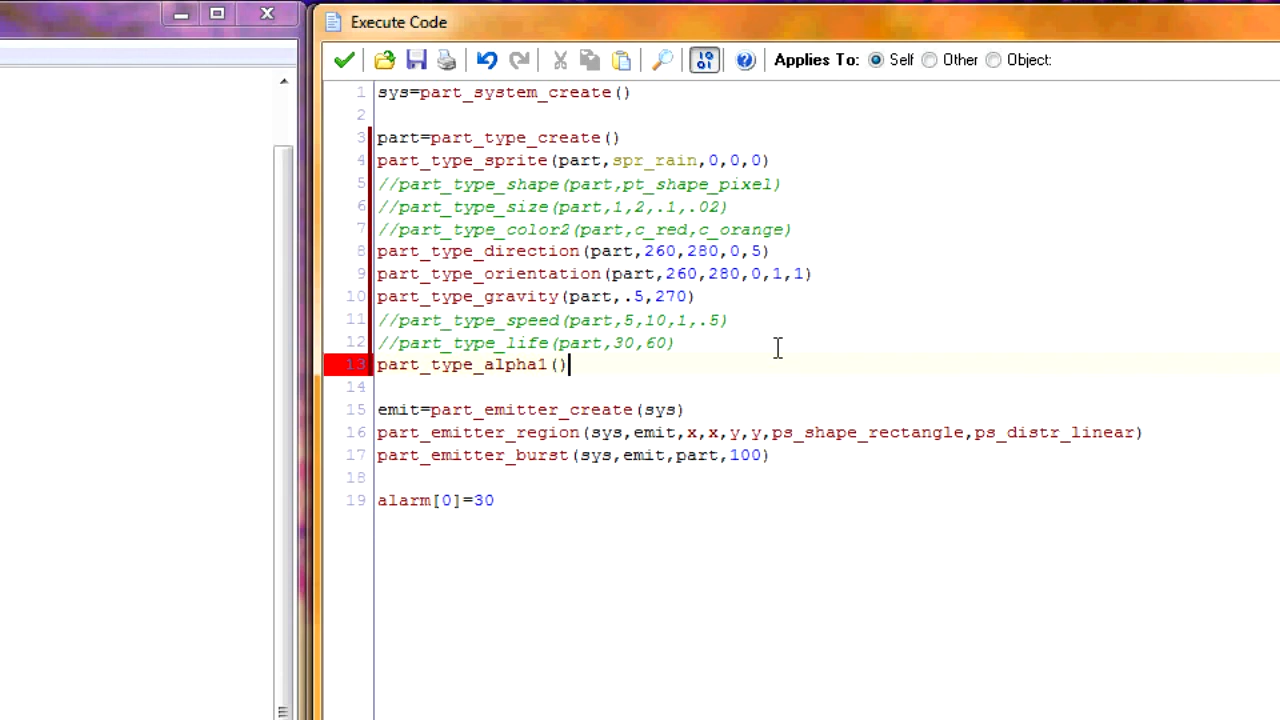 Execute Code
Applies To: Self Other Object:
1 sys=part_system_create()
2
3 part=part_type_create()
4 part_type_sprite(part,spr_rain,0,0,0)
5 //part_type_shape(part,pt_shape_pixel)
6 //part_type_size(part,1,2,.1,.02)
7 //part_type_color2(part,c_red,c_orange)
8 part_type_direction(part,260,280,0,5)
9 part_type_orientation(part,260,280,0,1,1)
10 part_type_gravity(part,.5,270)
11 //part_type_speed(part,5,10,1,.5)
12 //part_type_life(part,30,60)
13 part_type_alpha1()
14
15 emit=part_emitter_create(sys)
16 part_emitter_region(sys,emit,x,x,y,y,ps_shape_rectangle,ps_distr_linear)
17 part_emitter_burst(sys,emit,part,100)
18
19 alarm[0]=30